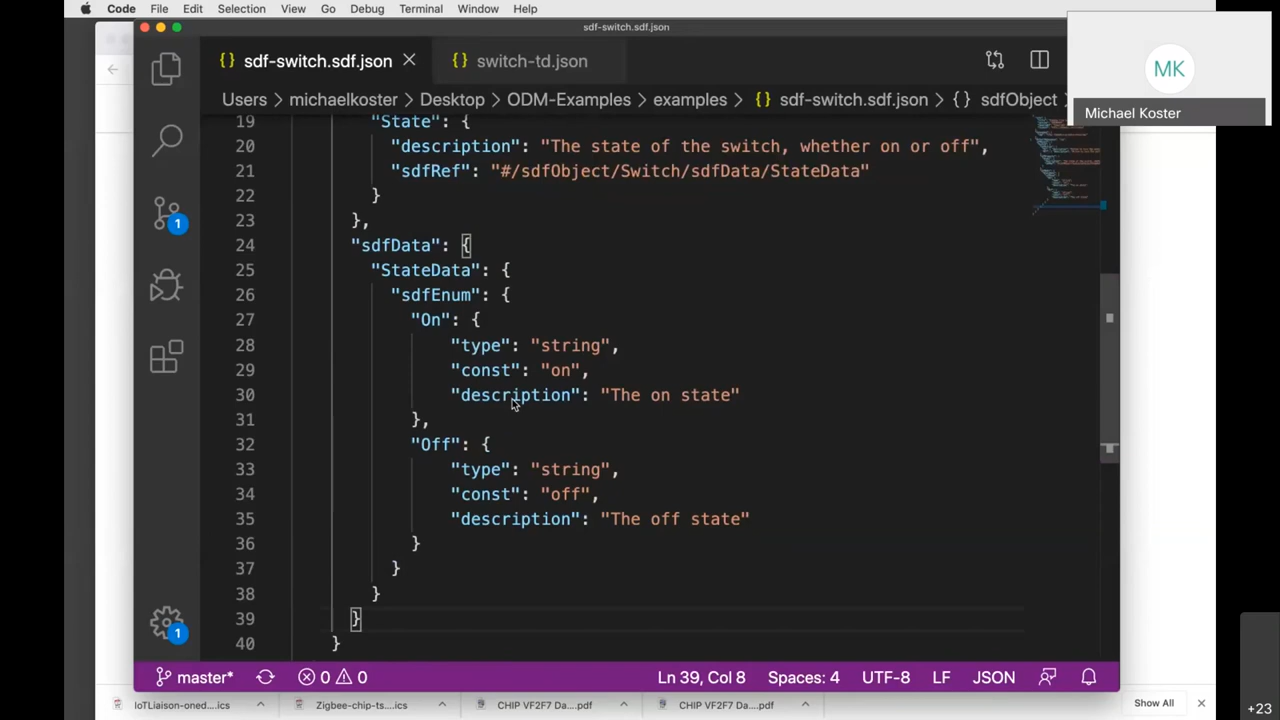 Code File Edit Selection View Go Debug Terminal Window Help
sdf-switch.sdf.json
{} sdf-switch.sdf.json × {} switch-td.json
Users > michaelkoster > Desktop > ODM-Examples > examples > {} sdf-switch.sdf.json > {} sdfObject >
MK
Michael Koster
19 "State": {
20 "description": "The state of the switch, whether on or off",
21 "sdfRef": "#/sdfObject/Switch/sdfData/StateData"
22 }
23 },
24 "sdfData": {
25 "StateData": {
26 "sdfEnum": {
27 "On": {
28 "type": "string",
29 "const": "on",
30 "description": "The on state"
31 },
32 "Off": {
33 "type": "string",
34 "const": "off",
35 "description": "The off state"
36 }
37 }
38 }
39 }
40 }
1
1
master* 0 0 Ln 39, Col 8 Spaces: 4 UTF-8 LF JSON
IoTLiaison-oned....ics Zigbee-chip-ts....ics CHIP VF2F7 Da....pdf CHIP VF2F7 Da....pdf Show All ×
+23